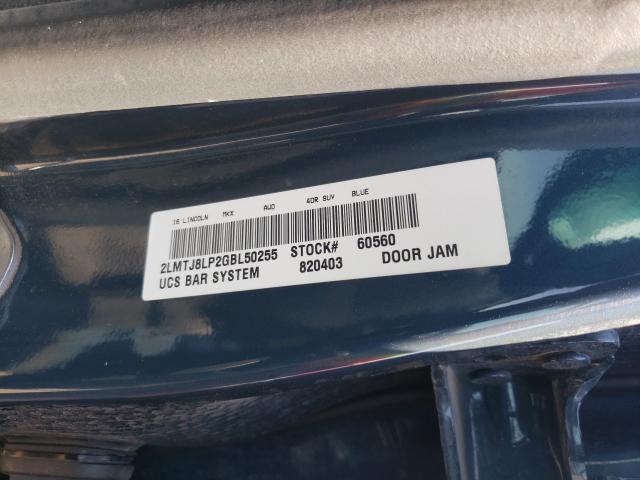 16 LINCOLN MKX AWD 4DR SUV BLUE
2LMTJ8LP2GBL50255 STOCK# 60560
UCS BAR SYSTEM 820403 DOOR JAM